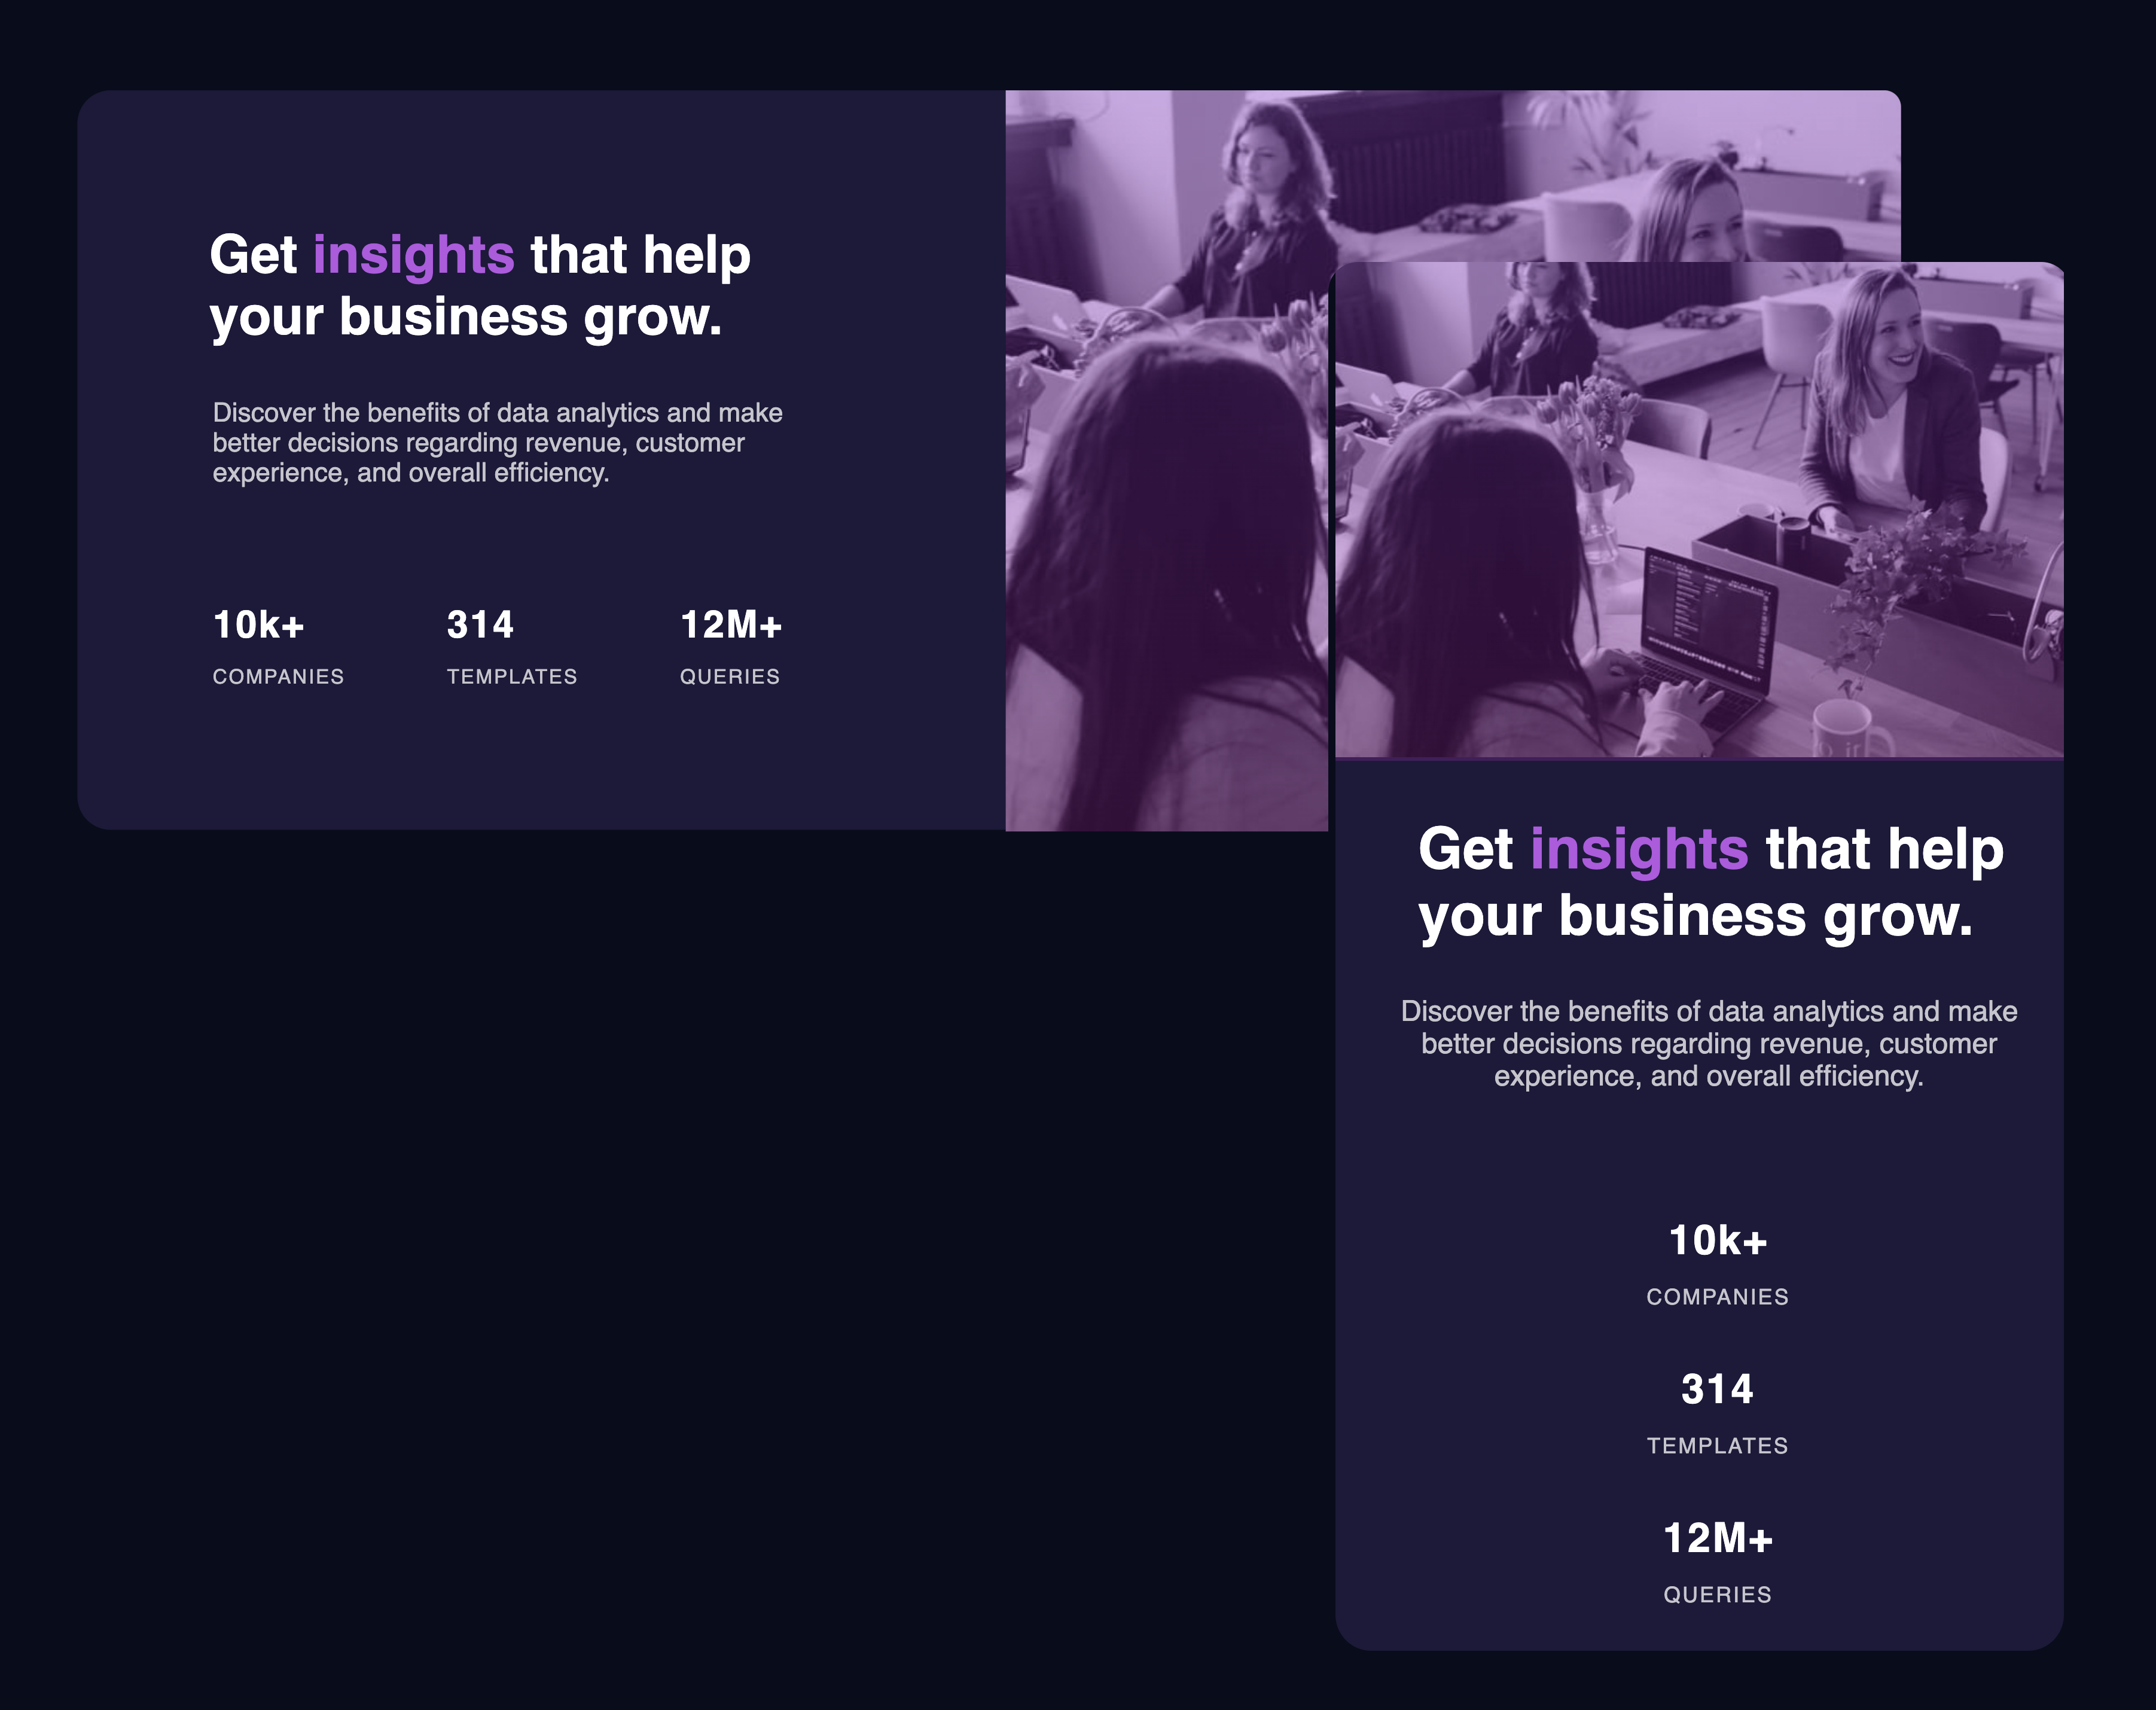 Get insights that help
your business grow.
Discover the benefits of data analytics and make
better decisions regarding revenue, customer
experience, and overall efficiency.
10k+
COMPANIES
314
TEMPLATES
12M+
QUERIES
Get insights that help
your business grow.
Discover the benefits of data analytics and make
better decisions regarding revenue, customer
experience, and overall efficiency.
10k+
COMPANIES
314
TEMPLATES
12M+
QUERIES